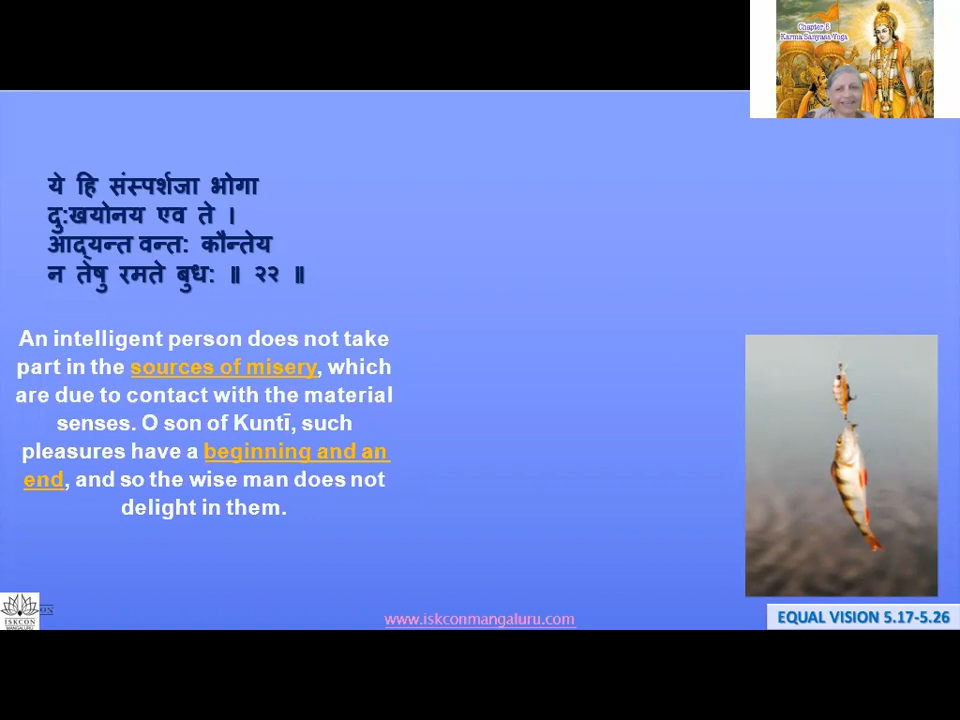 Chapter 5
Karma Sanyasa Yoga
ये हि संस्पर्शजा भोगा
दु:खयोनय एव ते ।
आद्यन्त वन्त: कौन्तेय
न तेषु रमते बुध: ॥ २२ ॥
An intelligent person does not take
part in the sources of misery, which
are due to contact with the material
senses. O son of Kuntī, such
pleasures have a beginning and an
end, and so the wise man does not
delight in them.
ISKCON
MANGALURU
www.iskconmangaluru.com
EQUAL VISION 5.17-5.26